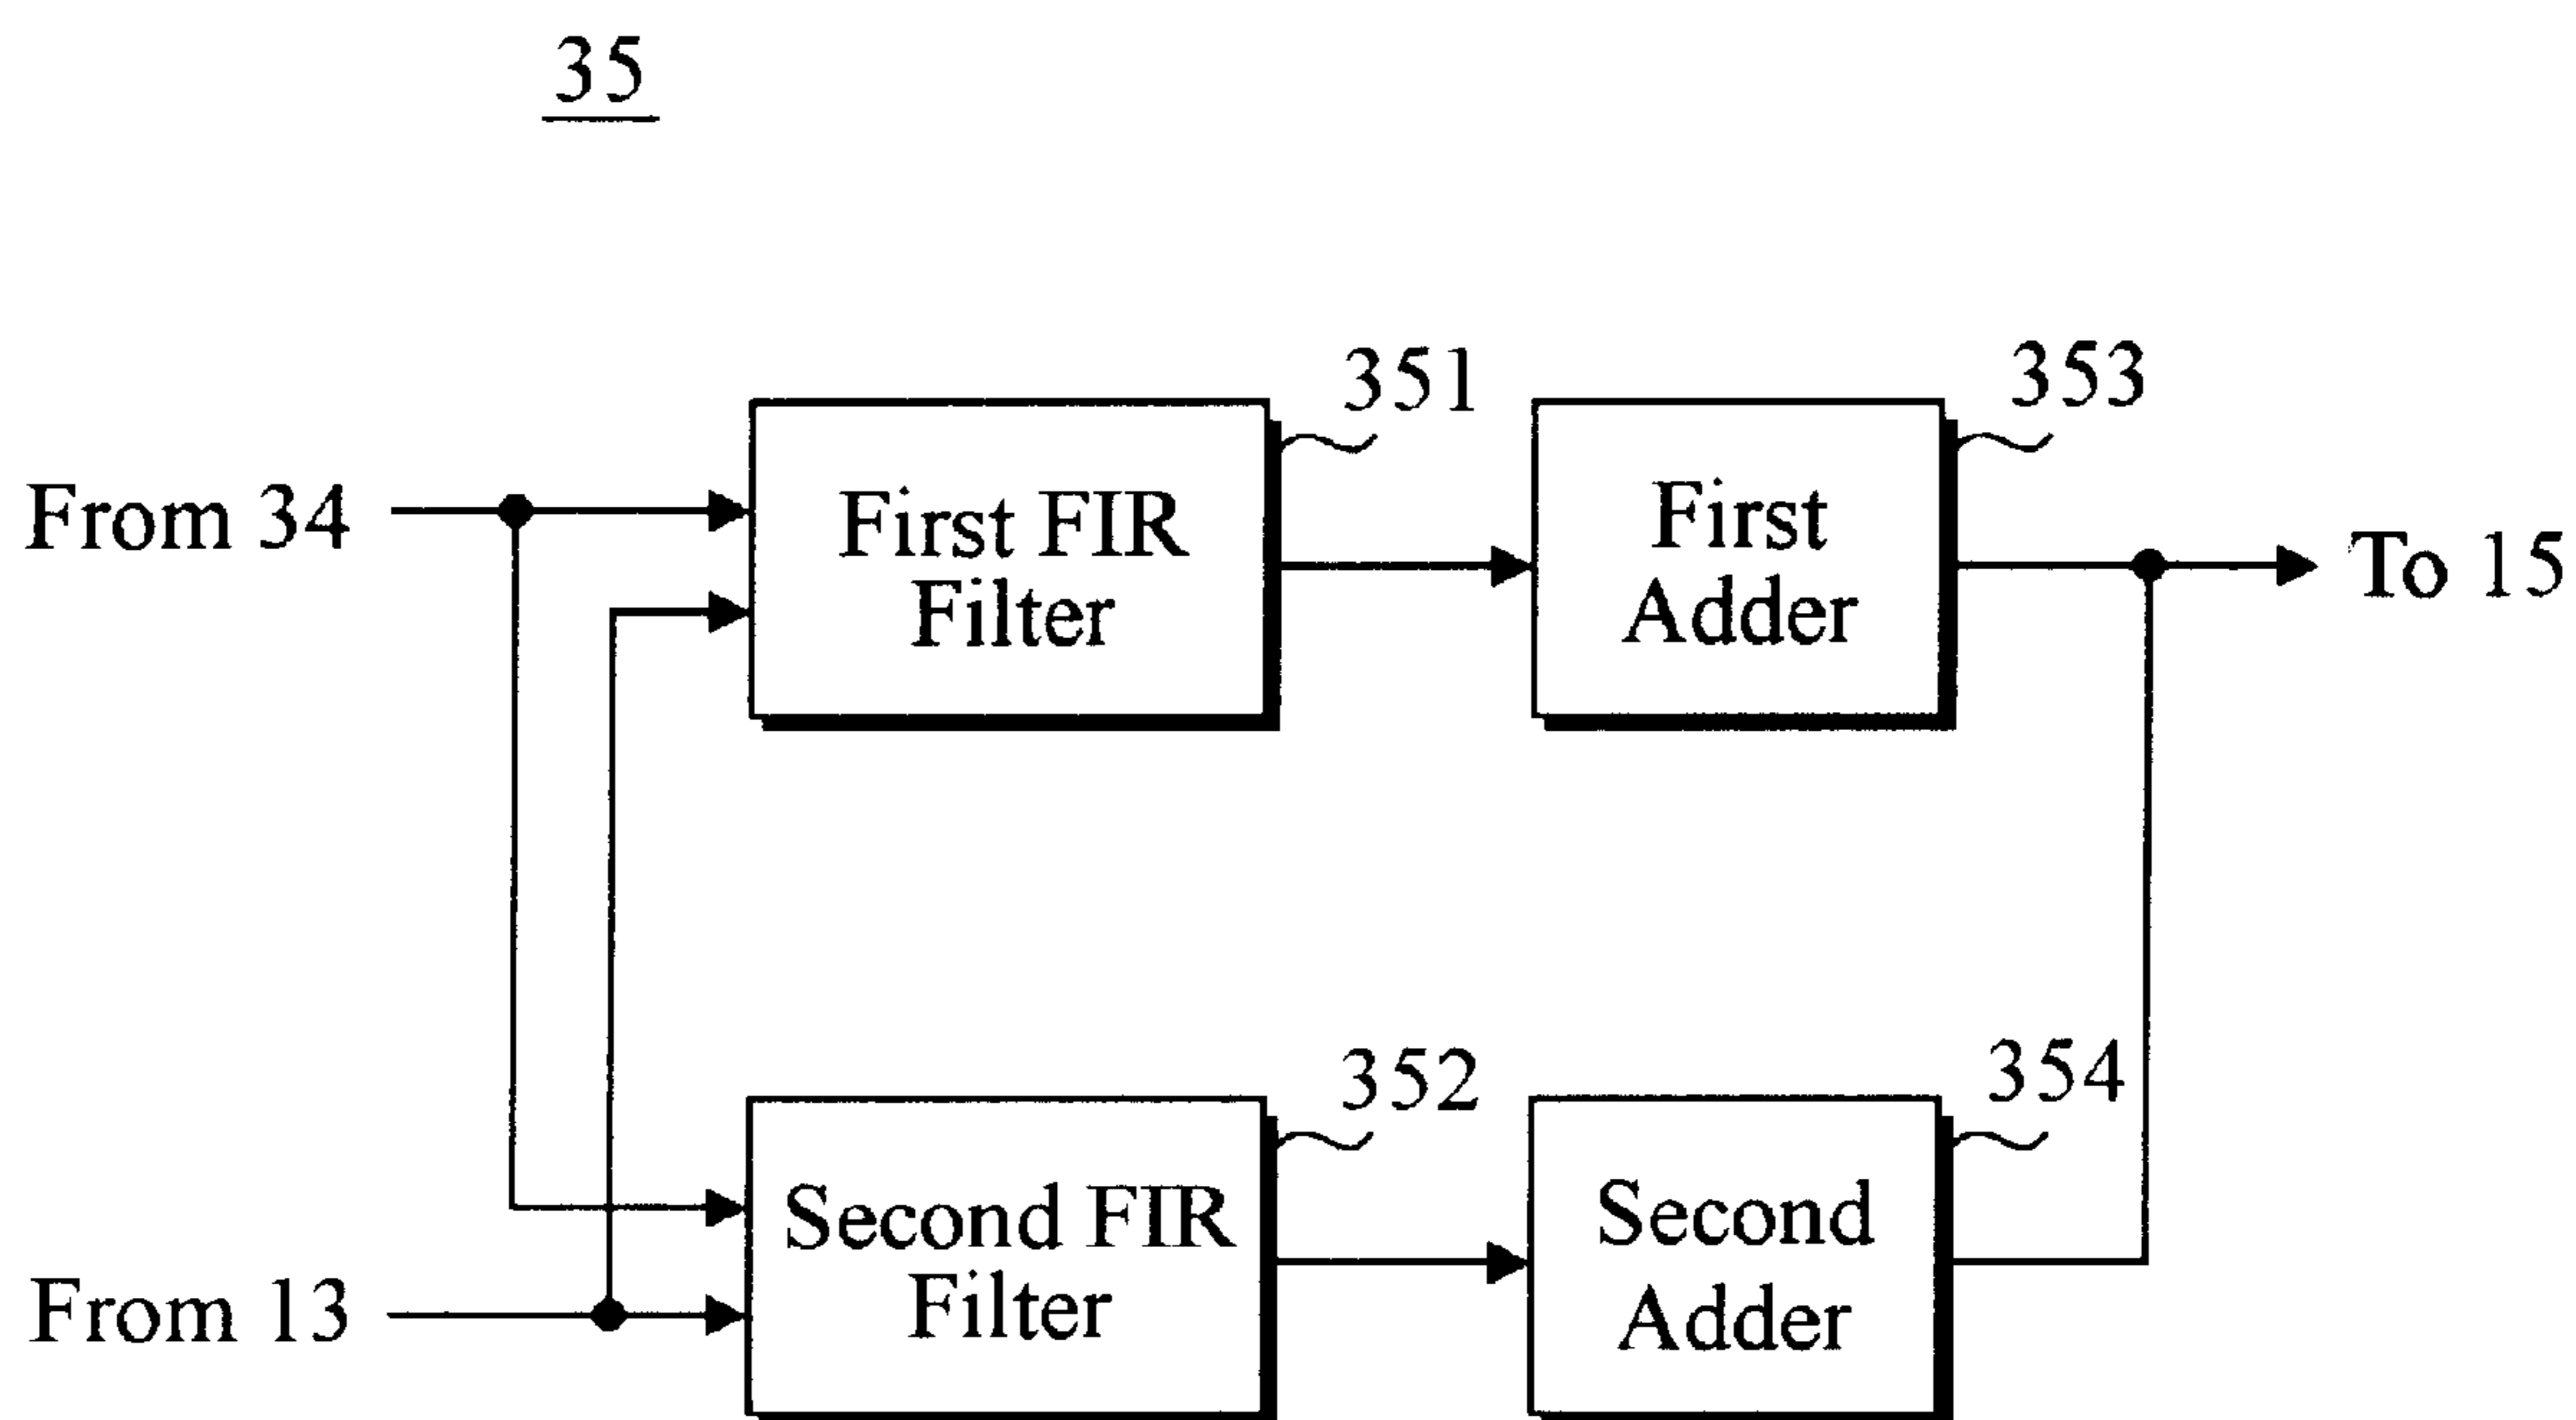 35
351
353
From 34
First FIR
Filter
First
Adder
To 15
352
354
Second FIR
Filter
Second
Adder
From 13